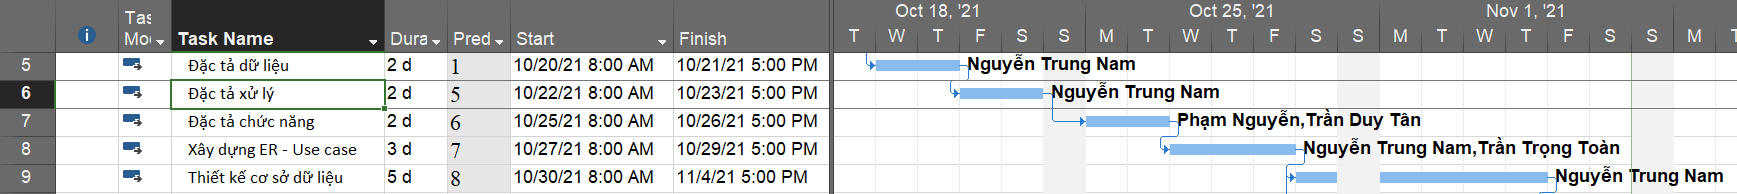 Oct 18, '21 Oct 25, '21 Nov 1, '21
Task Name Dura Pred Start Finish T W T F S S M T W T F S S M T W T F S S M T
5 Đặc tả dữ liệu 2 d 1 10/20/21 8:00 AM 10/21/21 5:00 PM Nguyễn Trung Nam
6 Đặc tả xử lý 2 d 5 10/22/21 8:00 AM 10/23/21 5:00 PM Nguyễn Trung Nam
7 Đặc tả chức năng 2 d 6 10/25/21 8:00 AM 10/26/21 5:00 PM Phạm Nguyễn,Trần Duy Tân
8 Xây dựng ER - Use case 3 d 7 10/27/21 8:00 AM 10/29/21 5:00 PM Nguyễn Trung Nam,Trần Trọng Toàn
9 Thiết kế cơ sở dữ liệu 5 d 8 10/30/21 8:00 AM 11/4/21 5:00 PM Nguyễn Trung Nam